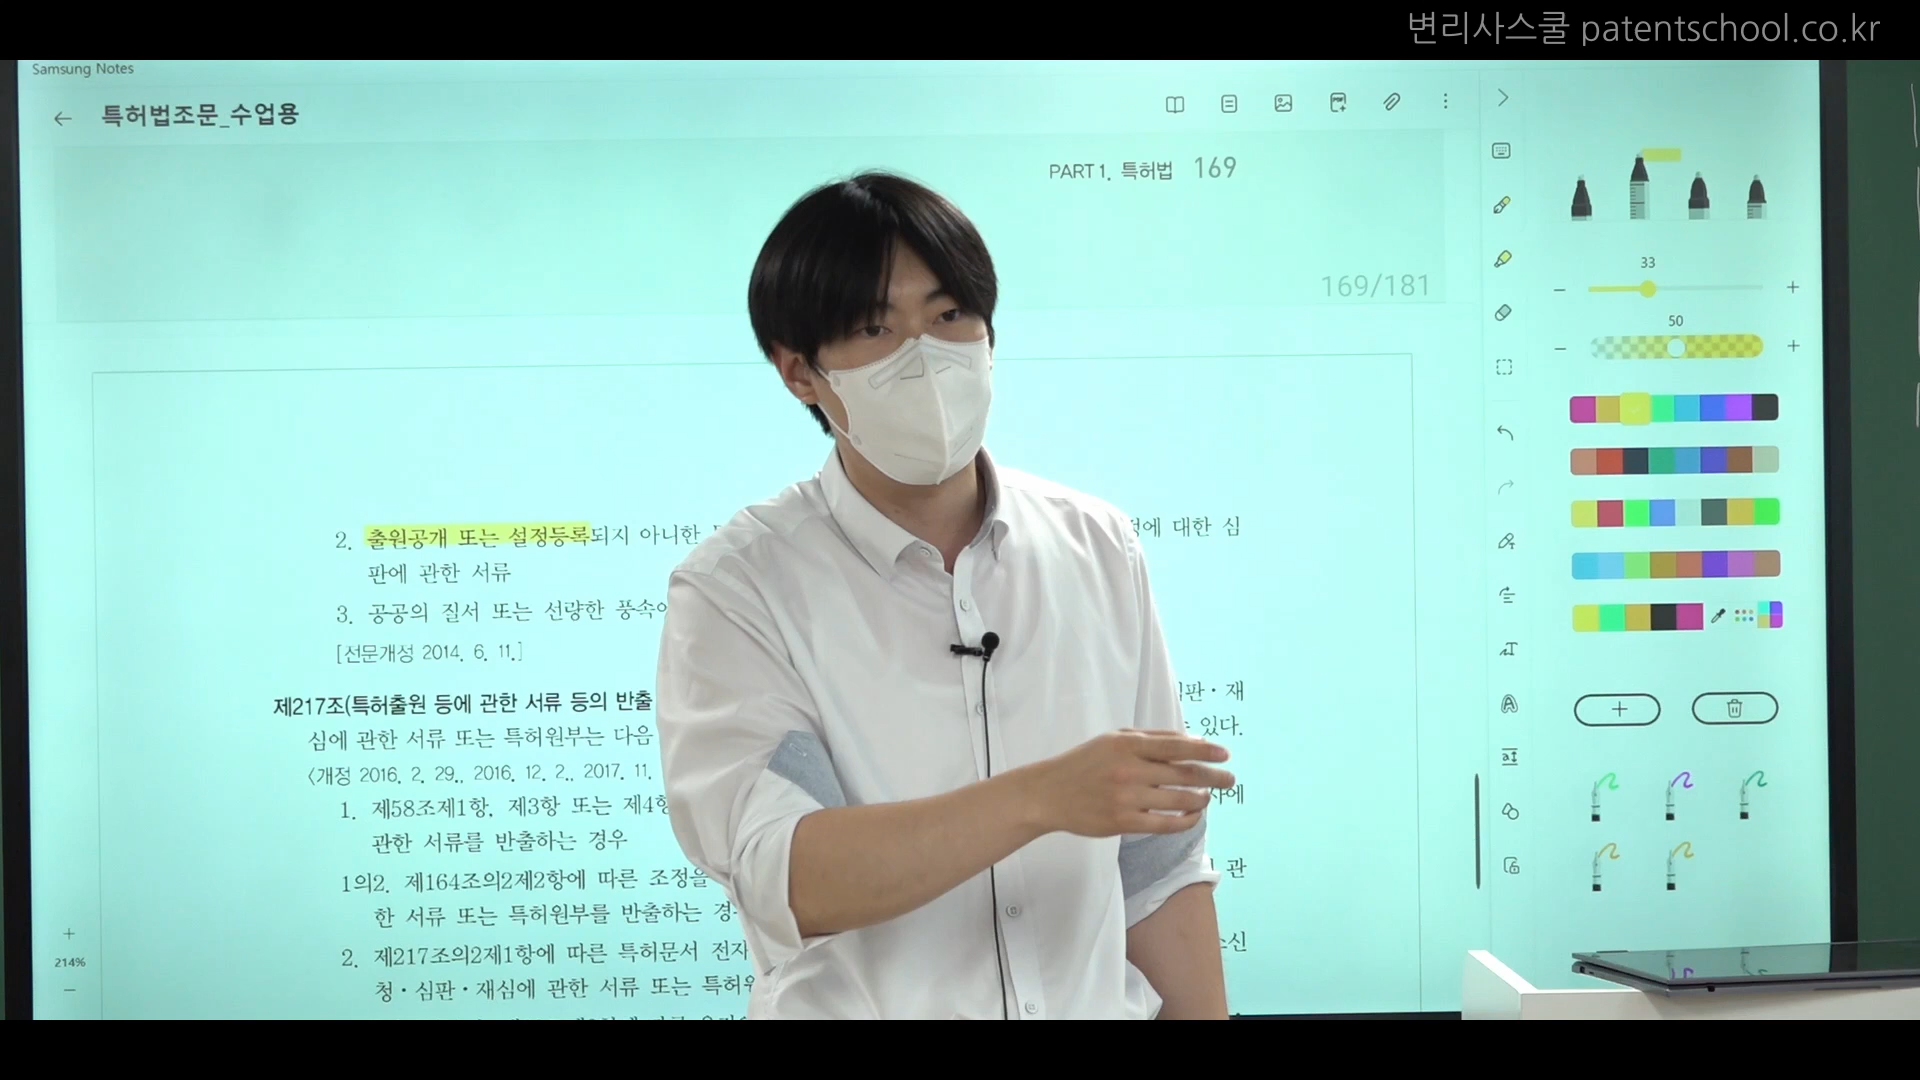 변리사스쿨 patentschool.co.kr
Samsung Notes
특허법조문_수업용
PART 1. 특허법 169
169/181
33
50
2. 출원공개 또는 설정등록되지 아니한 에 대한 심
판에 관한 서류
3. 공공의 질서 또는 선량한 풍속
[전문개정 2014. 6. 11.]
제217조(특허출원 등에 관한 서류 등의 반출 심판·재
심에 관한 서류 또는 특허원부는 다음 있다.
<개정 2016. 2. 29., 2016. 12. 2., 2017. 11.
1. 제58조제1항, 제3항 또는 제4항
관한 서류를 반출하는 경우
1의2. 제164조의2제2항에 따른 조정을 관
한 서류 또는 특허원부를 반출하는
2. 제217조의2제1항에 따른 특허문서 전자
청·심판·재심에 관한 서류 또는
214%